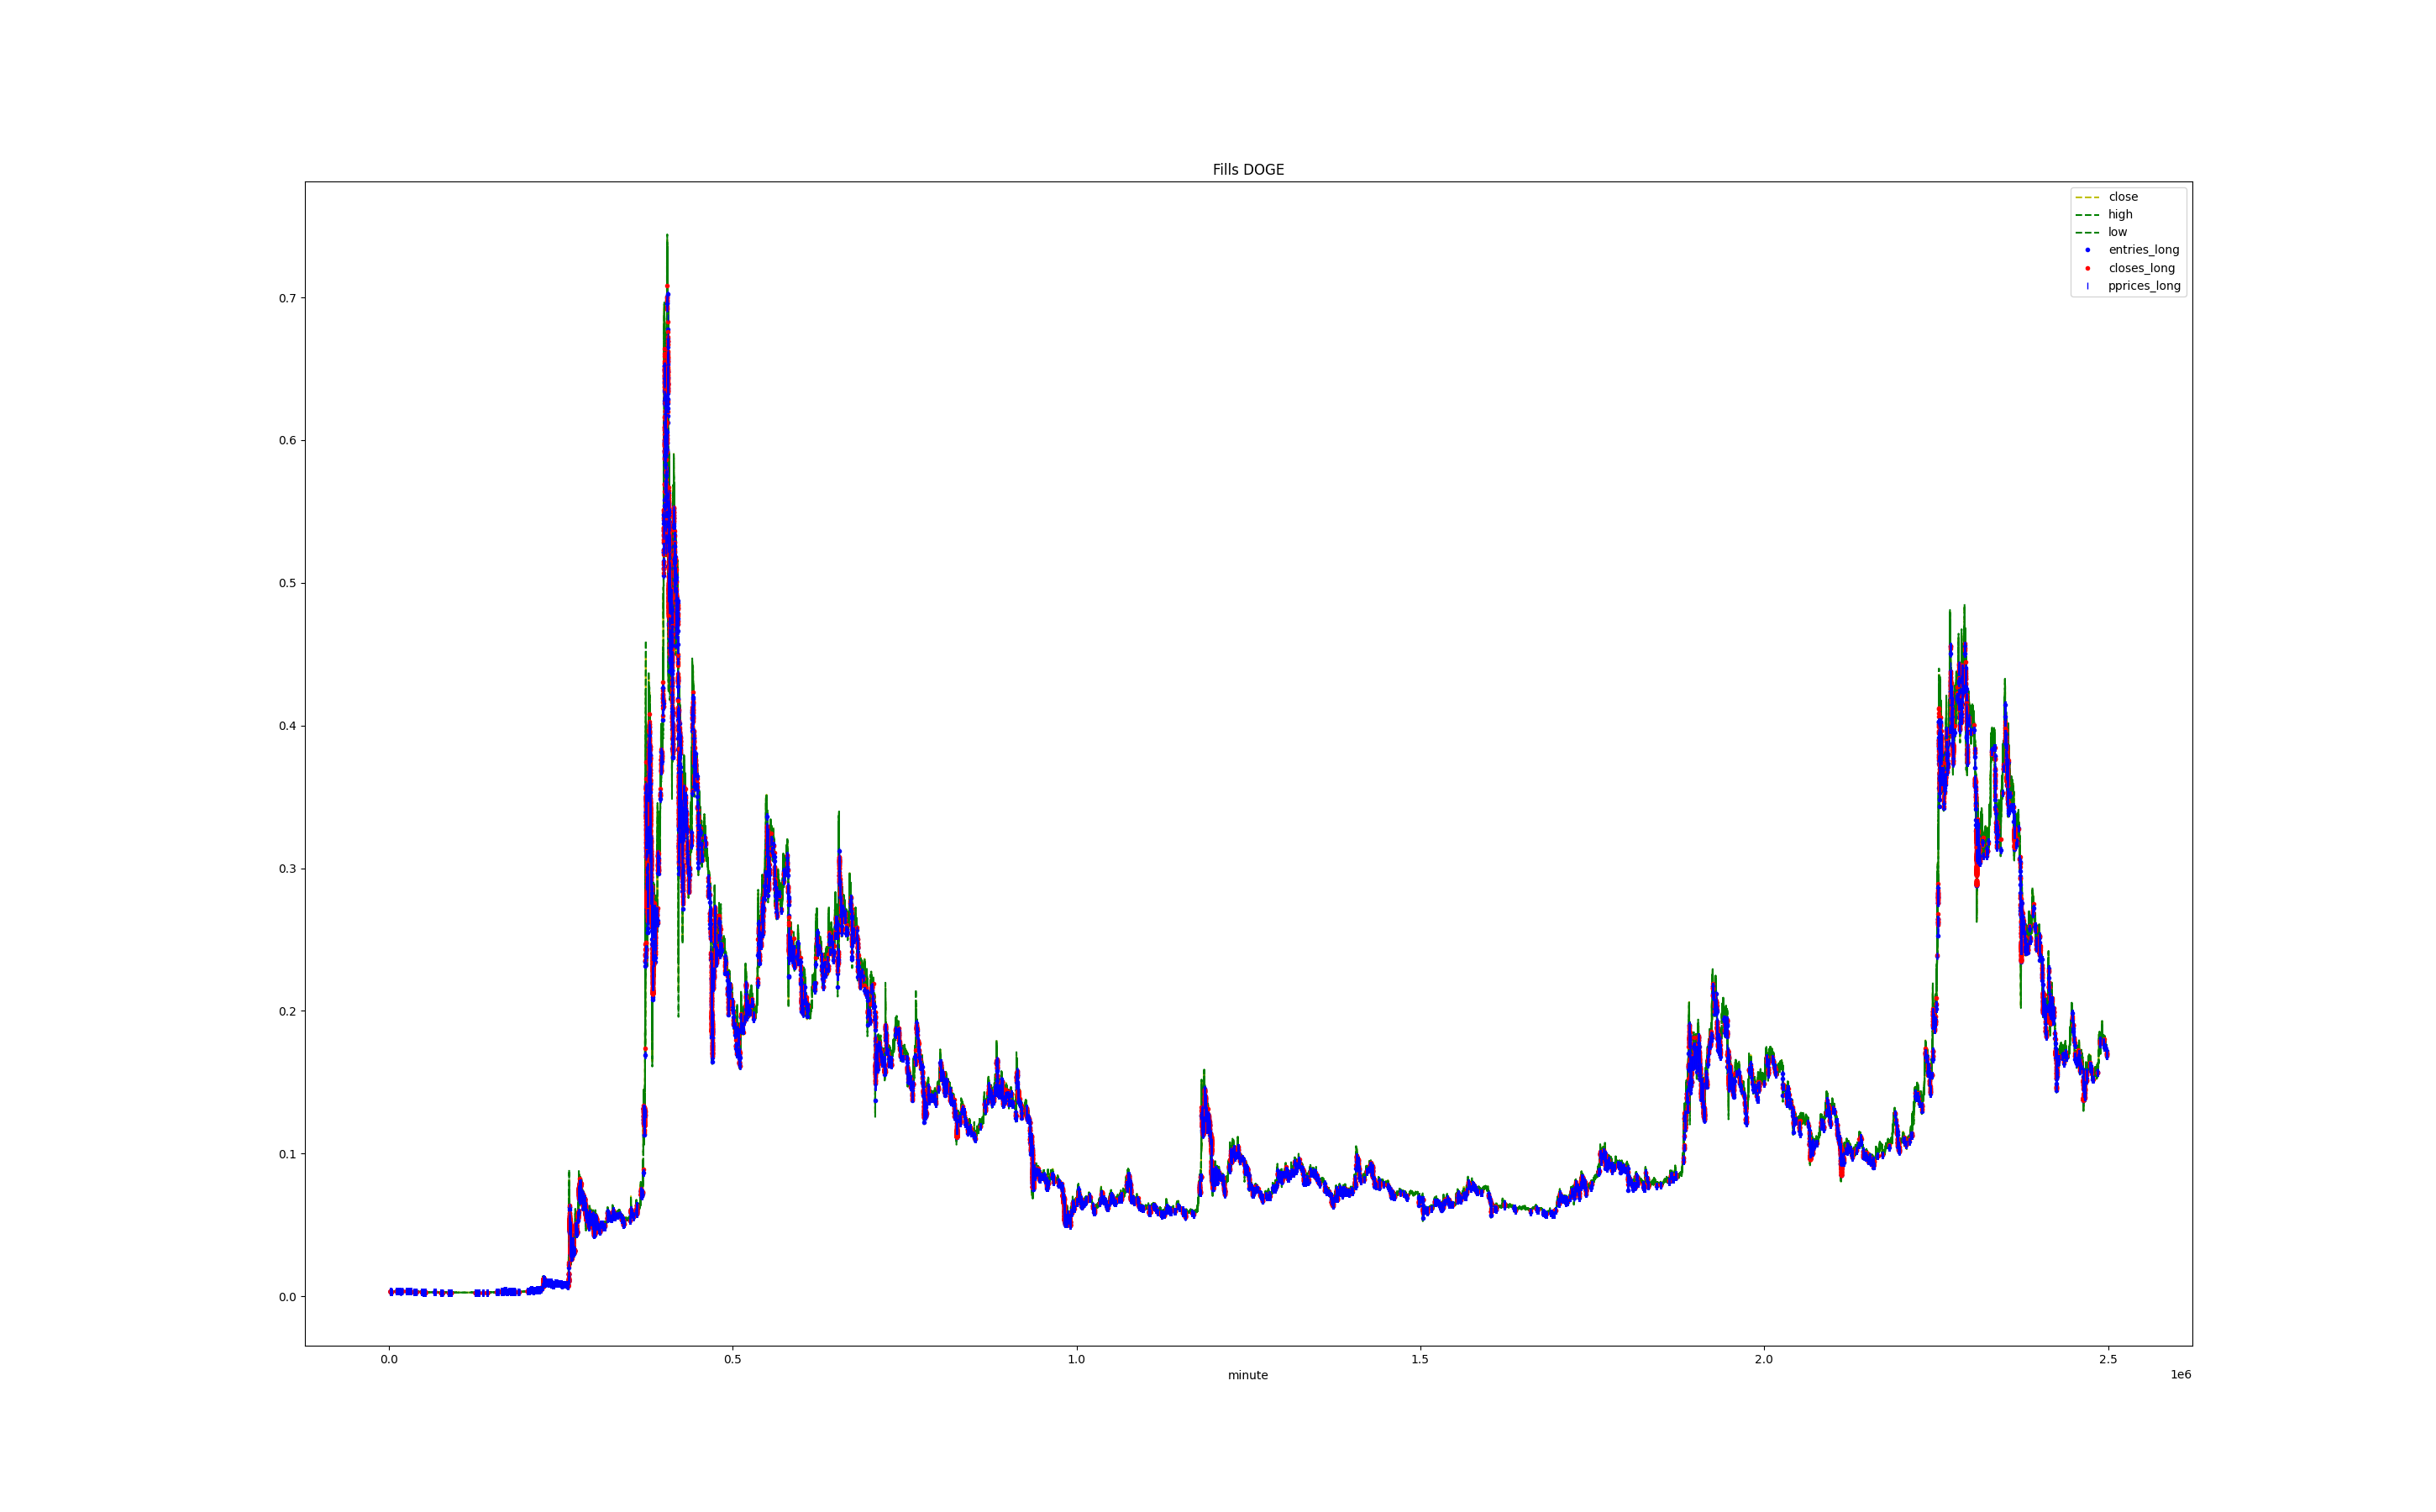 Fills DOGE
close
high
low
entries_long
closes_long
pprices_long
0.7
0.6
0.5
0.4
0.3
0.2
0.1
0.0
0.0 0.5 1.0 1.5 2.0 2.5
minute 1e6